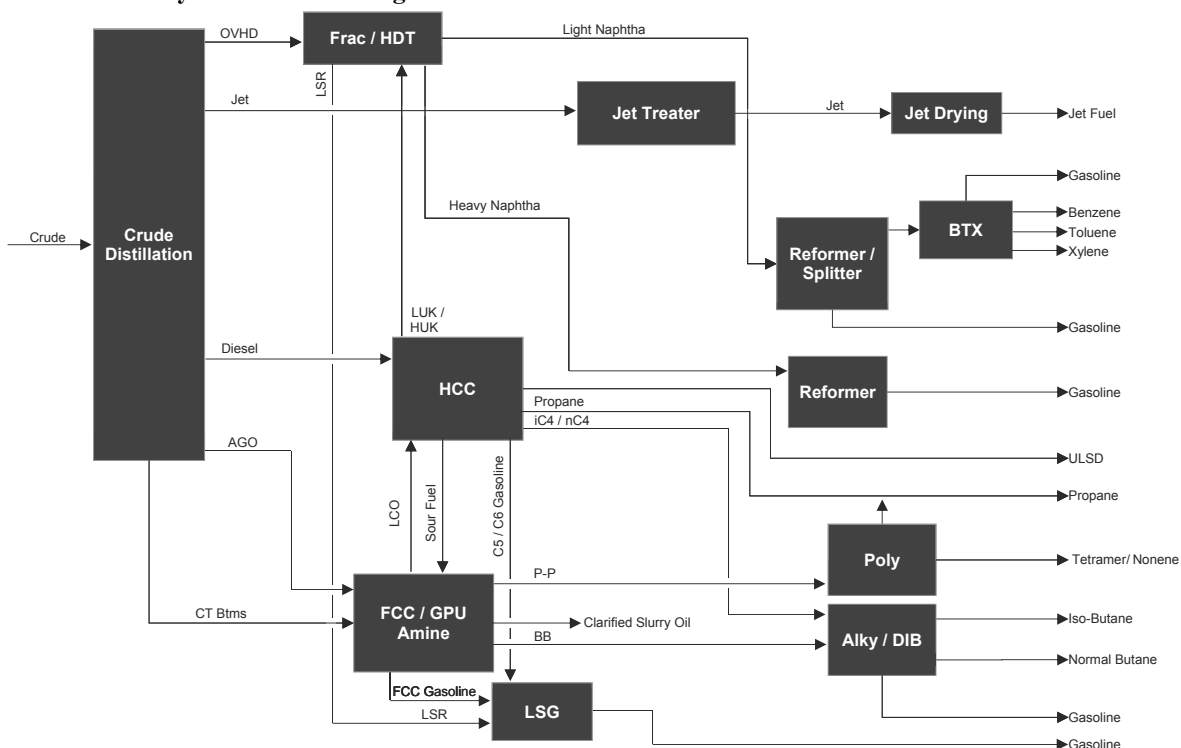 OVHD
Frac / HDT
Light Naphtha
LSR
Jet
Jet Treater
Jet
Jet Drying
Jet Fuel
Gasoline
Heavy Naphtha
Benzene
BTX
Toluene
Crude
Crude
Distillation
Reformer /
Splitter
Xylene
LUK /
HUK
Gasoline
Diesel
HCC
Reformer
Gasoline
Propane
iC4 / nC4
AGO
ULSD
LCO
Sour Fuel
C5 / C6 Gasoline
Propane
Poly
Tetramer/ Nonene
P-P
CT Btms
FCC / GPU
Amine
Clarified Slurry Oil
BB
Alky / DIB
Iso-Butane
Normal Butane
FCC Gasoline
LSR
LSG
Gasoline
Gasoline